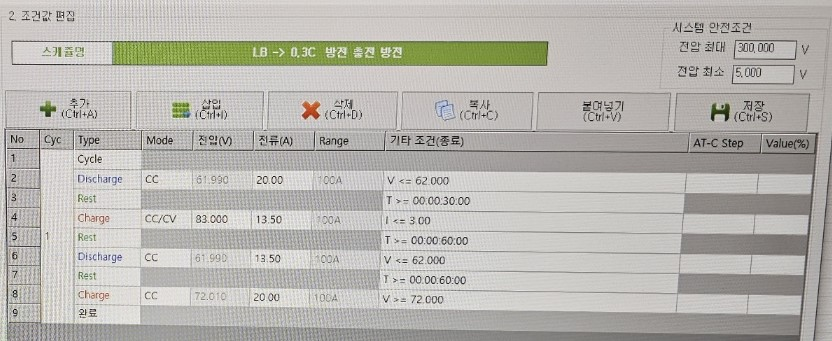 2. 조건값 편집
스케쥴명 LB -> 0,3C 방전 충전 방전
시스템 안전조건
전압 최대 300,000 V
전압 최소 5,000 V
추가 (Ctrl+A) 삽입 (Ctrl+I) 삭제 (Ctrl+D) 복사 (Ctrl+C) 붙여넣기 (Ctrl+V) 저장 (Ctrl+S)
No Cyc Type Mode 전압(V) 전류(A) Range 기타 조건(종료) AT-C Step Value(%)
1 Cycle
2 Discharge CC 61.990 20.00 100A V <= 62.000
3 Rest T >= 00:00:30:00
4 Charge CC/CV 83.000 13.50 100A I <= 3.00
5 1 Rest T >= 00:00:60:00
6 Discharge CC 61.990 13.50 100A V <= 62.000
7 Rest T >= 00:00:60:00
8 Charge CC 72.010 20.00 100A V >= 72.000
9 완료